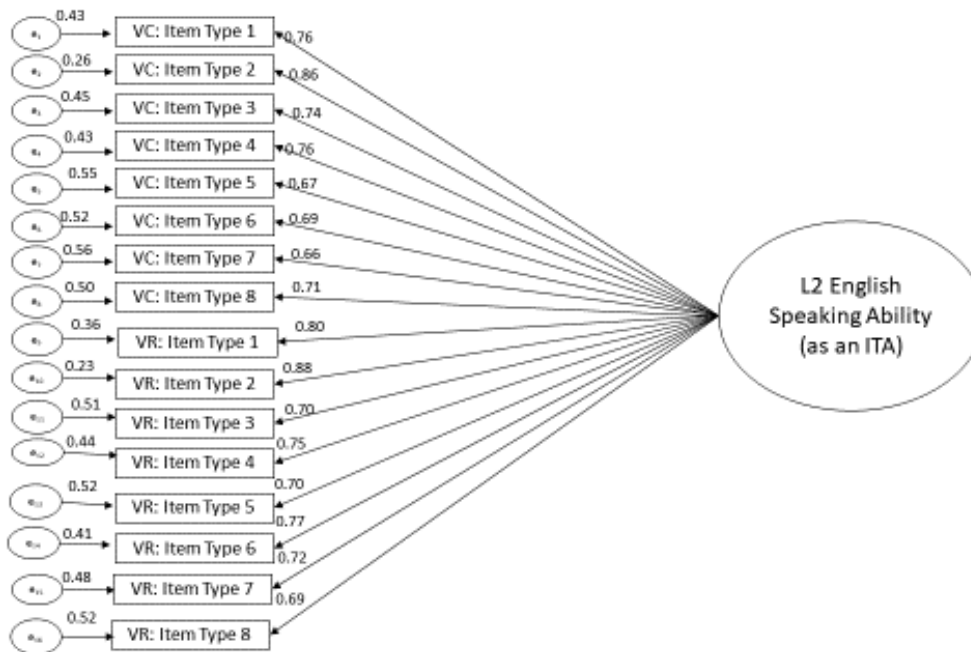 0.43 VC: Item Type 1 0.76
0.26 VC: Item Type 2 0.86
0.45 VC: Item Type 3 0.74
0.43 VC: Item Type 4 0.76
0.55 VC: Item Type 5 0.67
0.52 VC: Item Type 6 0.69
0.56 VC: Item Type 7 0.66
0.50 VC: Item Type 8 0.71
0.36 VR: Item Type 1 0.80
0.23 VR: Item Type 2 0.88
0.51 VR: Item Type 3 0.70
0.44 VR: Item Type 4 0.75
0.52 VR: Item Type 5 0.70
0.41 VR: Item Type 6 0.77
0.48 VR: Item Type 7 0.72
0.52 VR: Item Type 8 0.69
L2 English
Speaking Ability
(as an ITA)